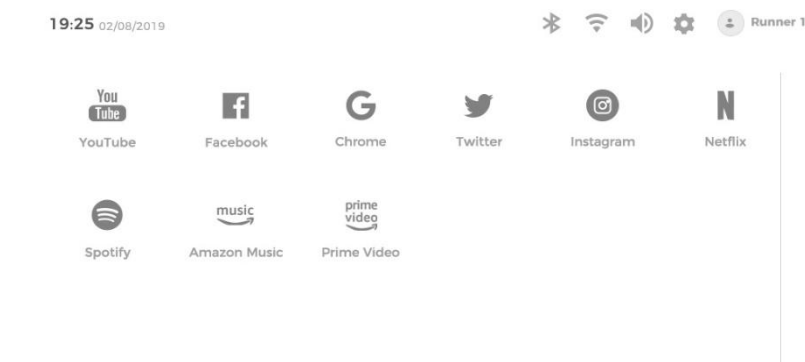 19:25 02/08/2019 Runner 1
You
Tube
YouTube Facebook Chrome Twitter Instagram Netflix
music
prime
video
Spotify Amazon Music Prime Video